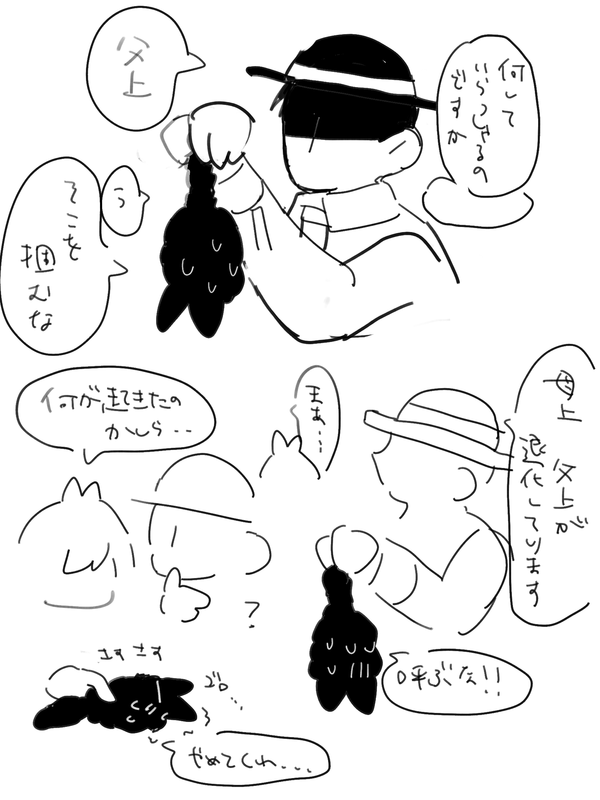 父上
何して
いらっしゃるの
ですか
う
そこを
掴むな
母上
父上が
退化しています
まあ…
何が起きたの
かしら‥
?
呼ぶな!!
さすさす
ゴロ…
やめてくれ...